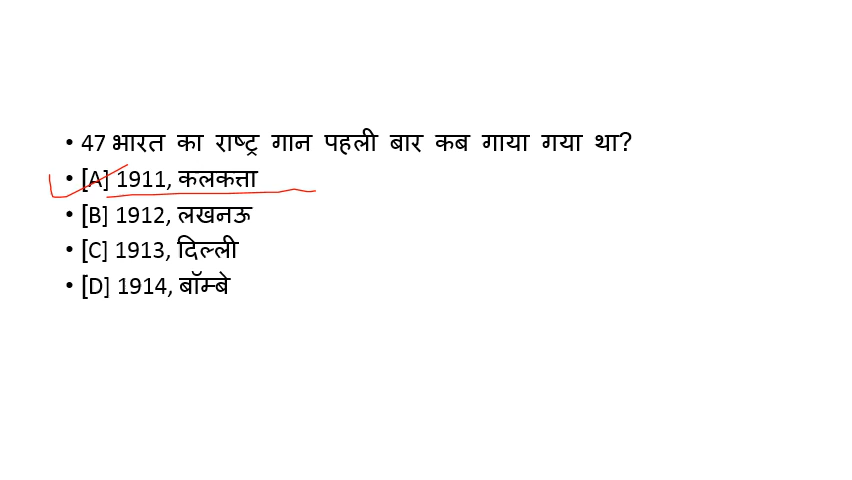 • 47 भारत का राष्ट्र गान पहली बार कब गाया गया था?
• [A] 1911, कलकत्ता
• [B] 1912, लखनऊ
• [C] 1913, दिल्ली
• [D] 1914, बॉम्बे